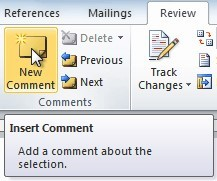 References Mailings Review
New Comment
Delete
Previous
Next
Track Changes
Comments
Insert Comment
Add a comment about the
selection.